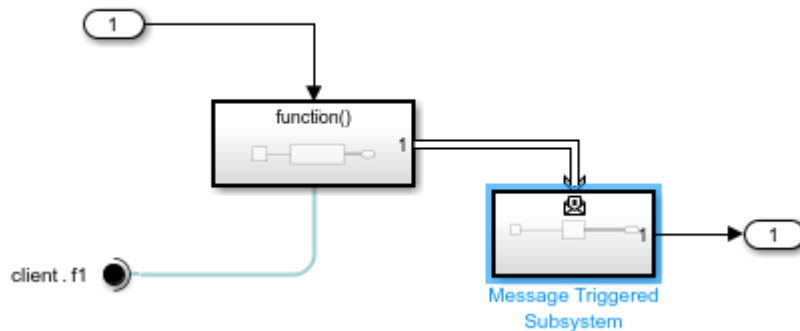 1
function()
1
1
1
client . f1
Message Triggered
Subsystem